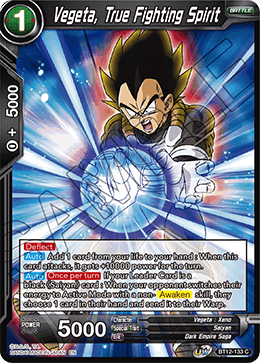 1
Vegeta, True Fighting Spirit
BATTLE
+ 5000
Deflect
Auto Add 1 card from your life to your hand : When this
card attacks, it gets +10000 power for the turn.
Auto Once per turn If your Leader Card is a
black ‹Saiyan› card : When your opponent switches their
energy to Active Mode with a non- Awaken skill, they
choose 1 card in their hand and send it to their Warp.
POWER
5000
Character Vegeta : Xeno
Special Trait Saiyan
Era Dark Empire Saga
BT12-133 C